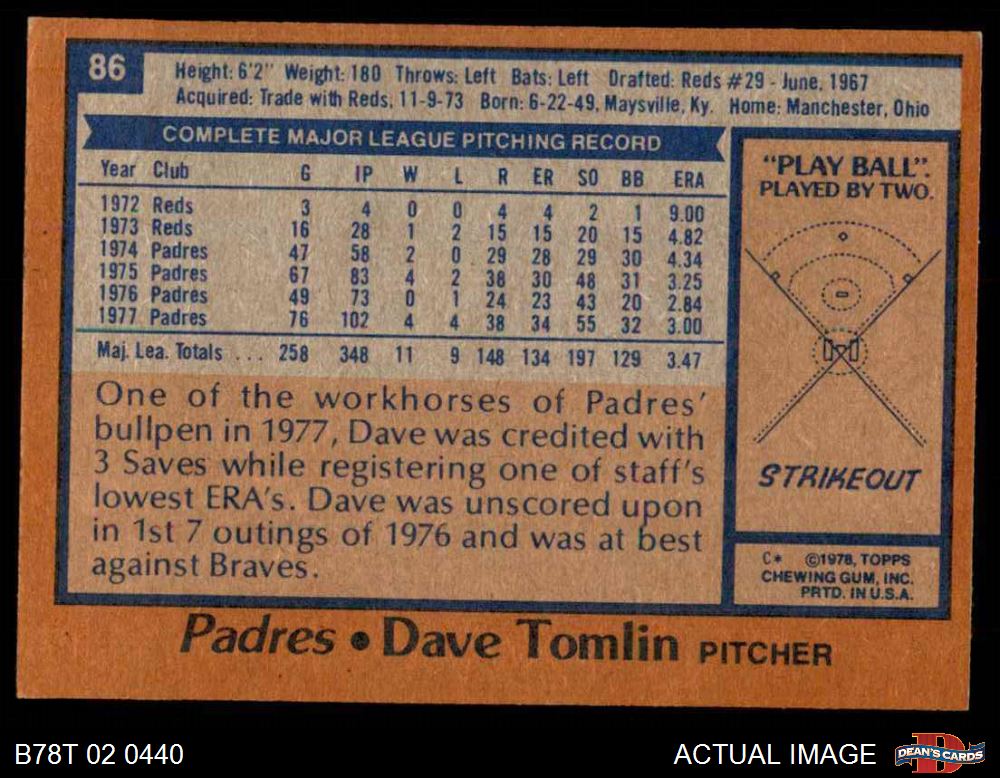 86
Height: 6'2" Weight: 180 Throws: Left Bats: Left Drafted: Reds #29 - June, 1967
Acquired: Trade with Reds, 11-9-73 Born: 6-22-49, Maysville, Ky. Home: Manchester, Ohio
COMPLETE MAJOR LEAGUE PITCHING RECORD
Year Club G IP W L R ER SO BB ERA
1972 Reds 3 4 0 0 4 4 2 1 9.00
1973 Reds 16 28 1 2 15 15 20 15 4.82
1974 Padres 47 58 2 0 29 28 29 30 4.34
1975 Padres 67 83 4 2 38 30 48 31 3.25
1976 Padres 49 73 0 1 24 23 43 20 2.84
1977 Padres 76 102 4 4 38 34 55 32 3.00
Maj. Lea. Totals ... 258 348 11 9 148 134 197 129 3.47
One of the workhorses of Padres'
bullpen in 1977, Dave was credited with
3 Saves while registering one of staff's
lowest ERA's. Dave was unscored upon
in 1st 7 outings of 1976 and was at best
against Braves.
"PLAY BALL".
PLAYED BY TWO.
STRIKEOUT
C* ©1978, TOPPS
CHEWING GUM, INC.
PRTD. IN U.S.A.
Padres • Dave Tomlin PITCHER
B78T 02 0440
ACTUAL IMAGE
D
DEAN'S CARDS